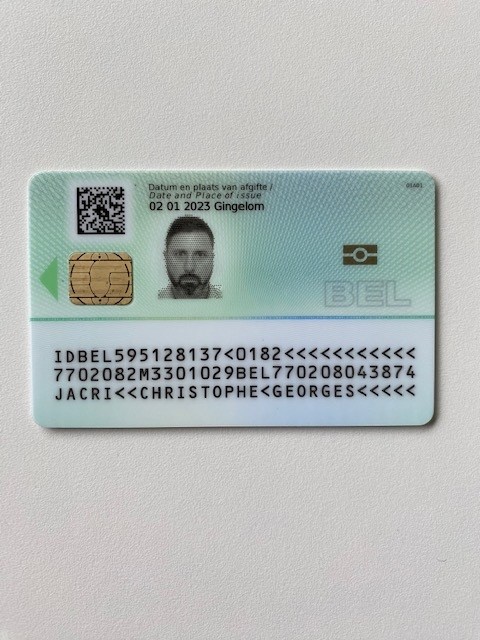 Datum en plaats van afgifte /
Date and Place of issue
02 01 2023 Gingelom
BEL
IDBEL595128137<0182<<<<<<<<<<<
7702082M3301029BEL770208043874
JACRI<<CHRISTOPHE<GEORGES<<<<<